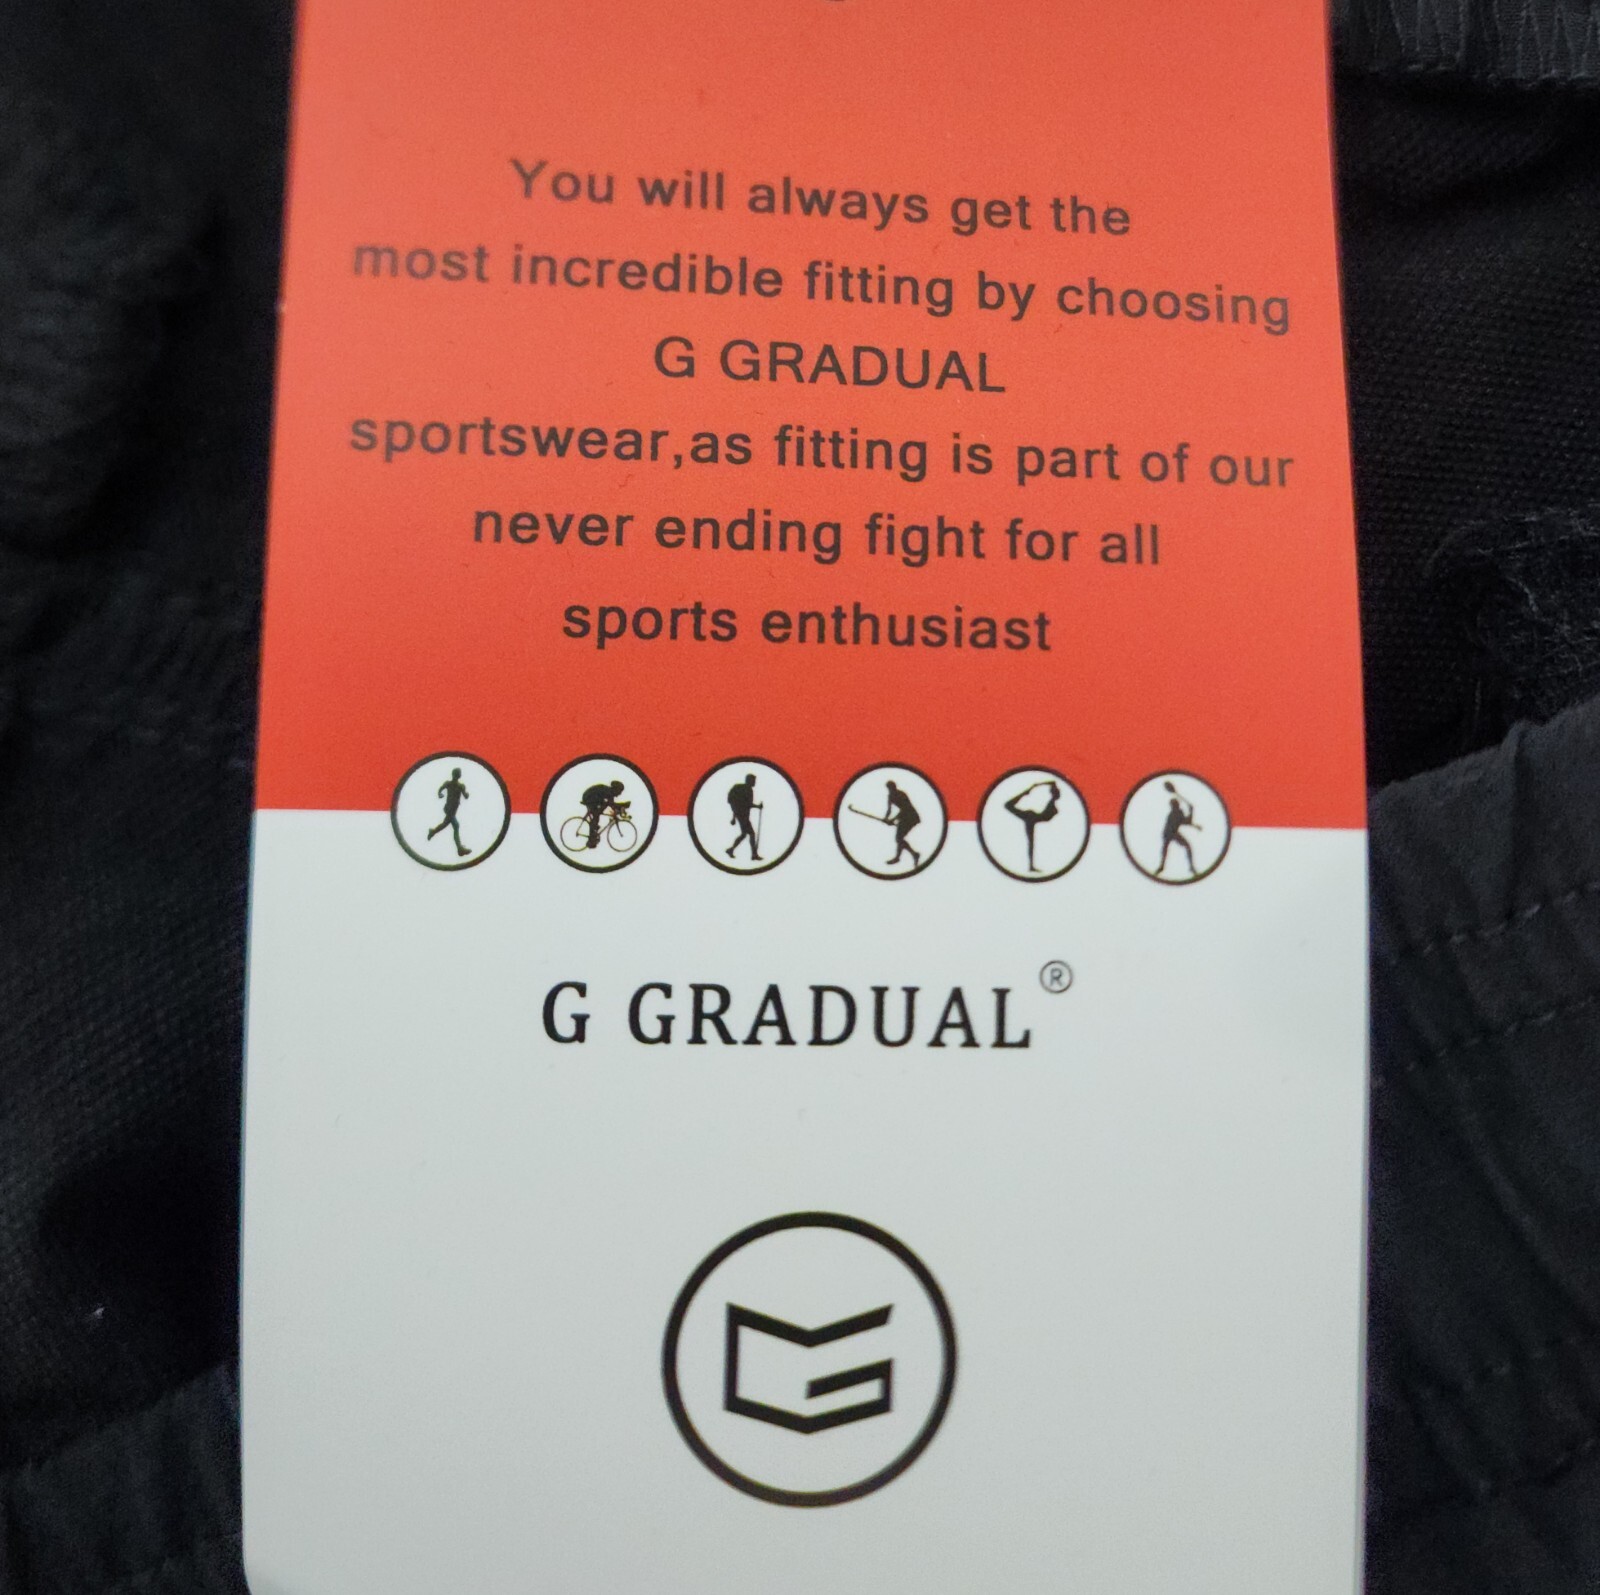 You will always get the
most incredible fitting by choosing
G GRADUAL
sportswear,as fitting is part of our
never ending fight for all
sports enthusiast
G GRADUAL®